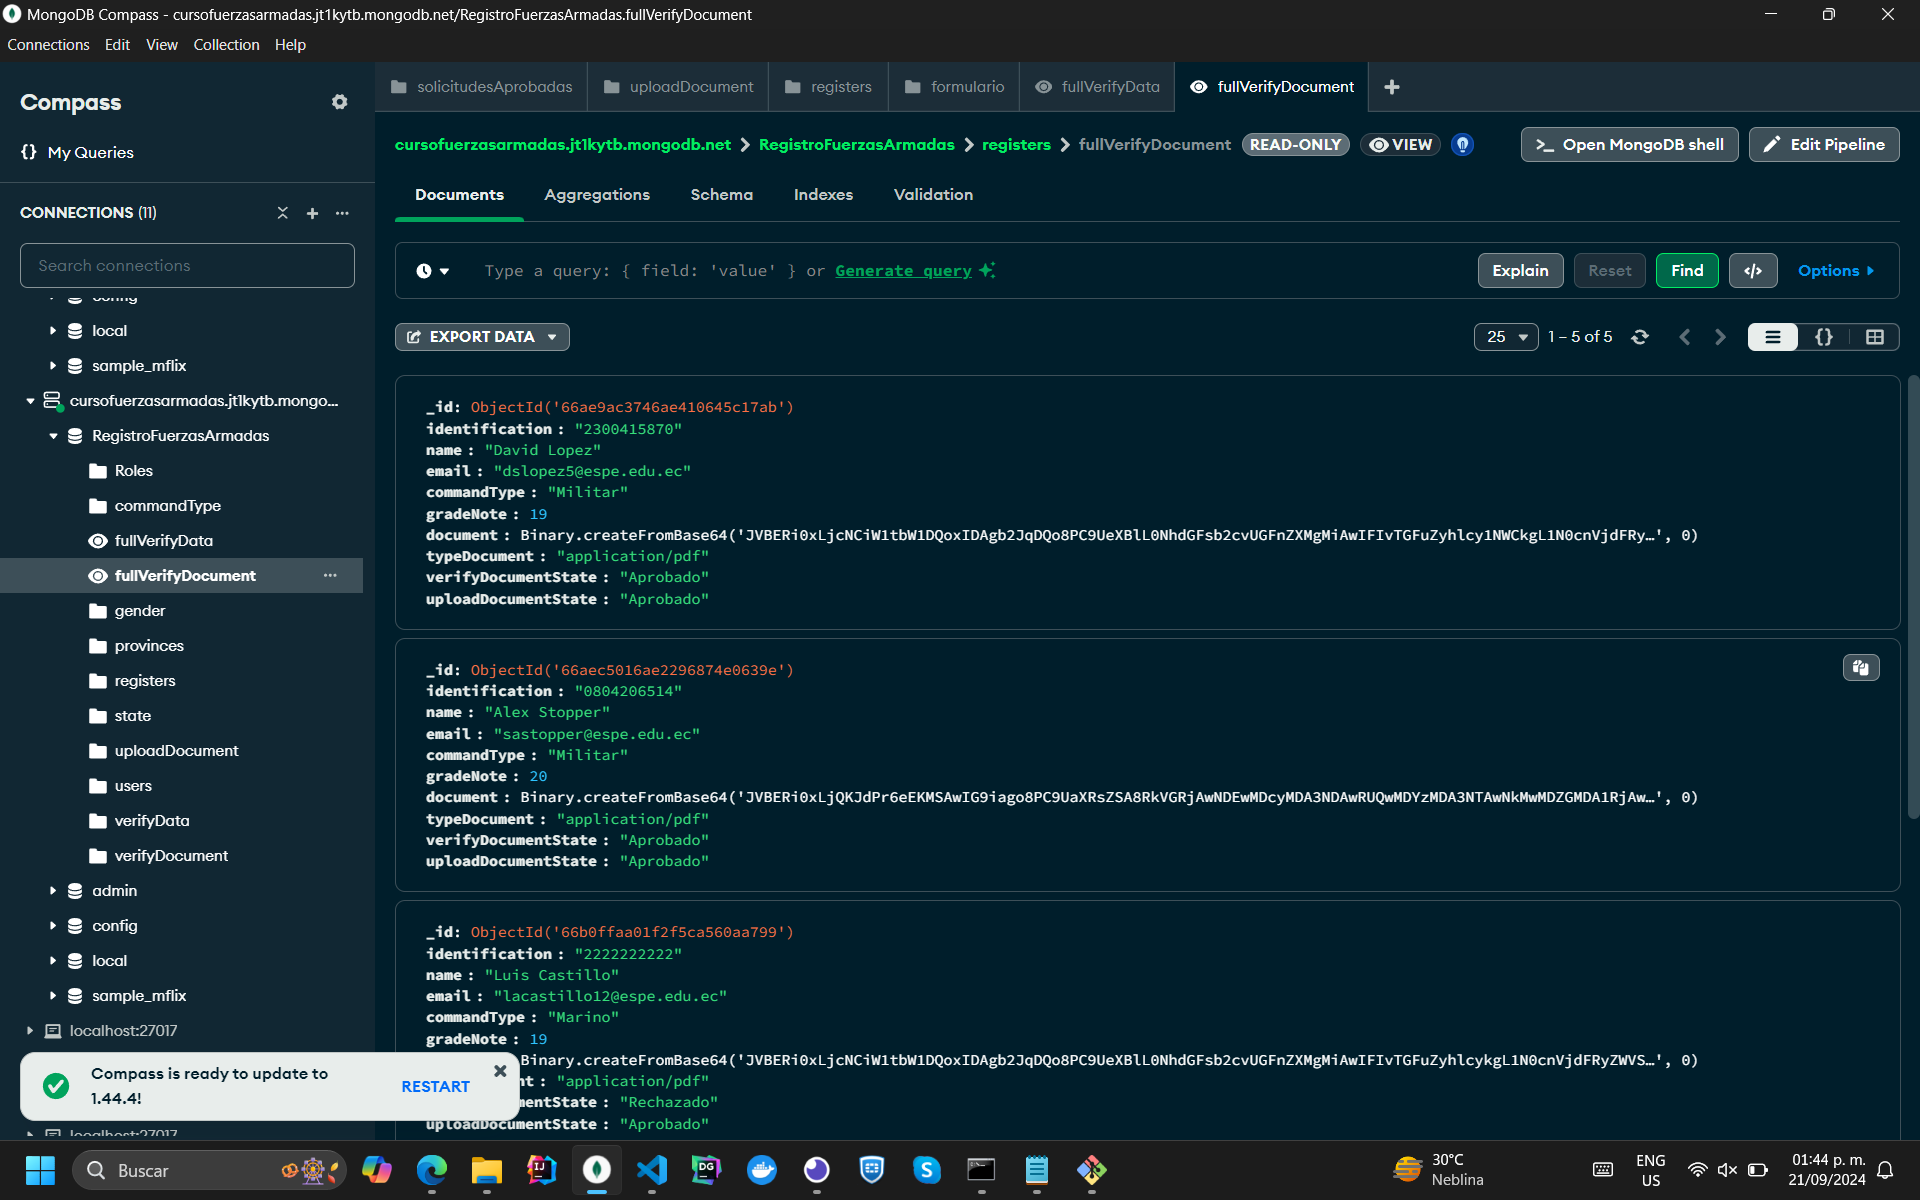 MongoDB Compass - cursofuerzasarmadas.jt1kytb.mongodb.net/RegistroFuerzasArmadas.fullVerifyDocument
Connections Edit View Collection Help
Compass
{} My Queries
CONNECTIONS (11)
Search connections
config
local
sample_mflix
cursofuerzasarmadas.jt1kytb.mongo...
RegistroFuerzasArmadas
Roles
commandType
fullVerifyData
fullVerifyDocument
gender
provinces
registers
state
uploadDocument
users
verifyData
verifyDocument
admin
config
local
sample_mflix
localhost:27017
localhost:27017
Compass is ready to update to
1.44.4!
RESTART
solicitudesAprobadas uploadDocument registers formulario fullVerifyData fullVerifyDocument
cursofuerzasarmadas.jt1kytb.mongodb.net > RegistroFuerzasArmadas > registers > fullVerifyDocument READ-ONLY VIEW
>_ Open MongoDB shell Edit Pipeline
Documents Aggregations Schema Indexes Validation
Type a query: { field: 'value' } or Generate query
Explain Reset Find </> Options
EXPORT DATA
25 1 – 5 of 5 {}
_id: ObjectId('66ae9ac3746ae410645c17ab')
identification : "2300415870"
name : "David Lopez"
email : "dslopez5@espe.edu.ec"
commandType : "Militar"
gradeNote : 19
document : Binary.createFromBase64('JVBERi0xLjcNCiW1tbW1DQoxIDAgb2JqDQo8PC9UeXBlL0NhdGFsb2cvUGFnZXMgMiAwIFIvTGFuZyhlcy1NWCkgL1N0cnVjdFRy…', 0)
typeDocument : "application/pdf"
verifyDocumentState : "Aprobado"
uploadDocumentState : "Aprobado"
_id: ObjectId('66aec5016ae2296874e0639e')
identification : "0804206514"
name : "Alex Stopper"
email : "sastopper@espe.edu.ec"
commandType : "Militar"
gradeNote : 20
document : Binary.createFromBase64('JVBERi0xLjQKJdPr6eEKMSAwIG9iago8PC9UaXRsZSA8RkVGRjAwNDEwMDcyMDA3NDAwRUQwMDYzMDA3NTAwNkMwMDZGMDA1RjAw…', 0)
typeDocument : "application/pdf"
verifyDocumentState : "Aprobado"
uploadDocumentState : "Aprobado"
_id: ObjectId('66b0ffaa01f2f5ca560aa799')
identification : "2222222222"
name : "Luis Castillo"
email : "lacastillo12@espe.edu.ec"
commandType : "Marino"
gradeNote : 19
Binary.createFromBase64('JVBERi0xLjcNCiW1tbW1DQoxIDAgb2JqDQo8PC9UeXBlL0NhdGFsb2cvUGFnZXMgMiAwIFIvTGFuZyhlcykgL1N0cnVjdFRyZWVS…', 0)
nt : "application/pdf"
mentState : "Rechazado"
uploadDocumentState : "Aprobado"
Buscar
30°C
Neblina
ENG
US
01:44 p. m.
21/09/2024